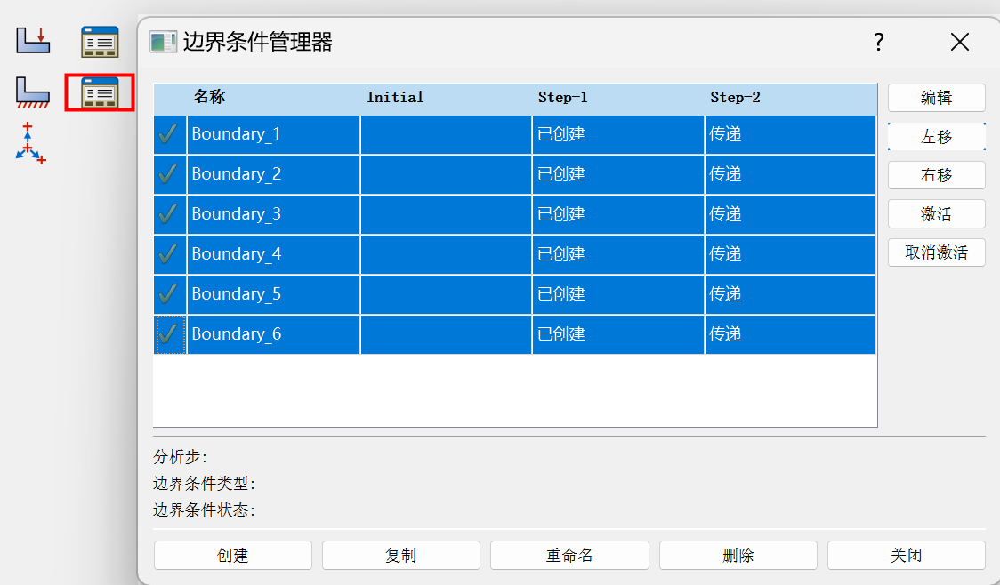 边界条件管理器 ?
名称 Initial Step-1 Step-2
Boundary_1 已创建 传递
Boundary_2 已创建 传递
Boundary_3 已创建 传递
Boundary_4 已创建 传递
Boundary_5 已创建 传递
Boundary_6 已创建 传递
编辑
左移
右移
激活
取消激活
分析步:
边界条件类型:
边界条件状态:
创建 复制 重命名 删除 关闭